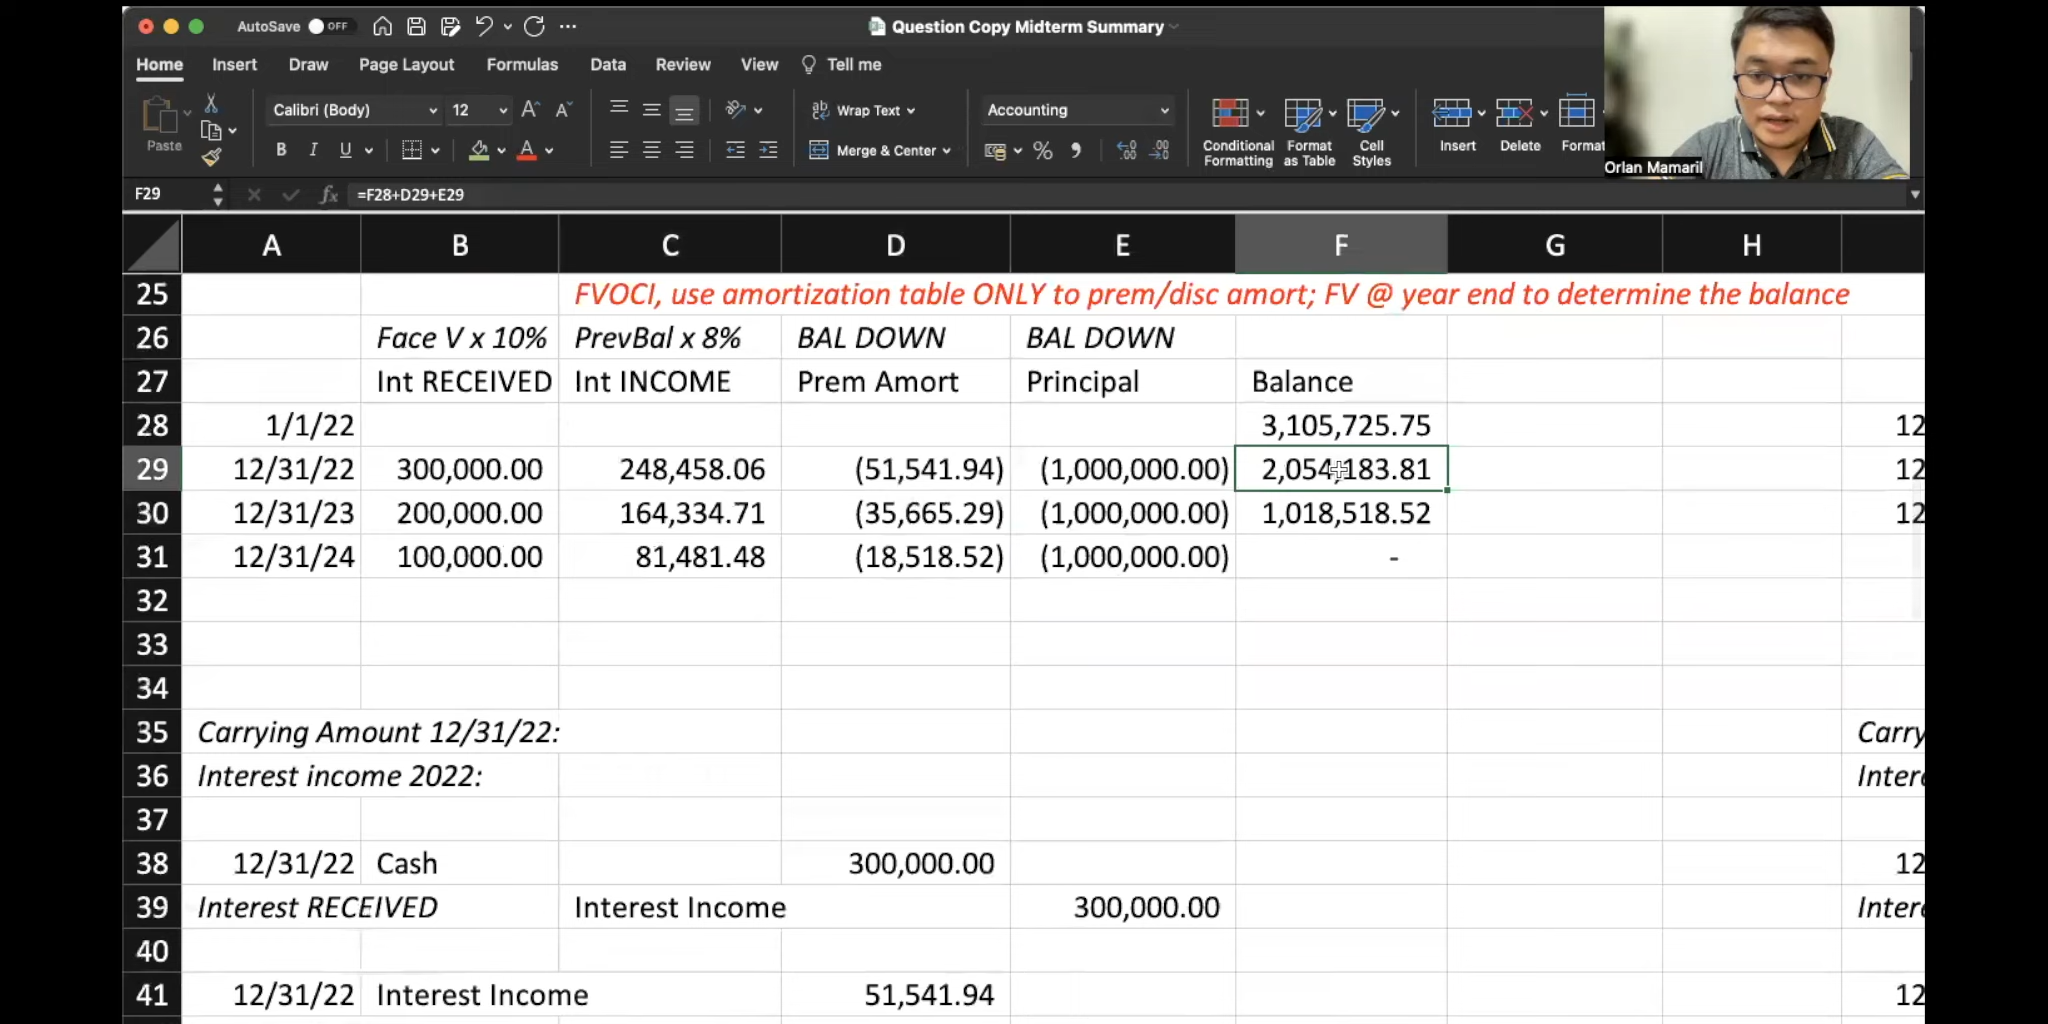 AutoSave OFF Question Copy Midterm Summary
Home Insert Draw Page Layout Formulas Data Review View Tell me
Calibri (Body) 12 A^ A˅ Wrap Text Accounting
Paste B I U A Merge & Center % Conditional Formatting Format as Table Cell Styles Insert Delete Format
Orlan Mamaril
F29 fx =F28+D29+E29
A B C D E F G H
25 FVOCI, use amortization table ONLY to prem/disc amort; FV @ year end to determine the balance
26 Face V x 10% PrevBal x 8% BAL DOWN BAL DOWN
27 Int RECEIVED Int INCOME Prem Amort Principal Balance
28 1/1/22 3,105,725.75 12
29 12/31/22 300,000.00 248,458.06 (51,541.94) (1,000,000.00) 2,054,183.81 12
30 12/31/23 200,000.00 164,334.71 (35,665.29) (1,000,000.00) 1,018,518.52 12
31 12/31/24 100,000.00 81,481.48 (18,518.52) (1,000,000.00) -
32
33
34
35 Carrying Amount 12/31/22: Carry
36 Interest income 2022: Inter
37
38 12/31/22 Cash 300,000.00 12
39 Interest RECEIVED Interest Income 300,000.00 Inter
40
41 12/31/22 Interest Income 51,541.94 12